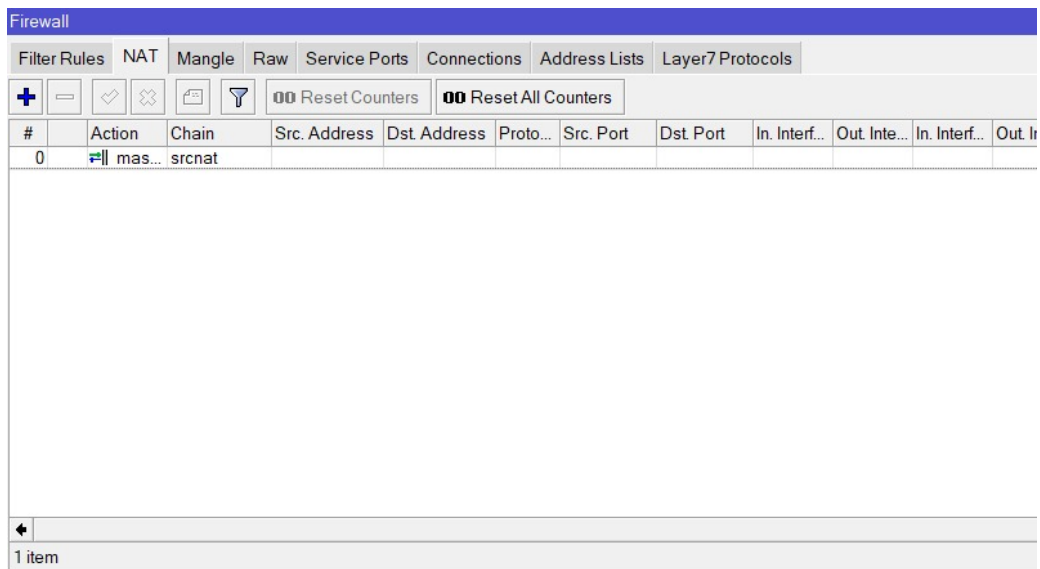 Firewall
Filter Rules NAT Mangle Raw Service Ports Connections Address Lists Layer7 Protocols
00 Reset Counters 00 Reset All Counters
# Action Chain Src. Address Dst. Address Proto... Src. Port Dst. Port In. Interf... Out. Inte... In. Interf... Out. In
0 mas... srcnat
1 item